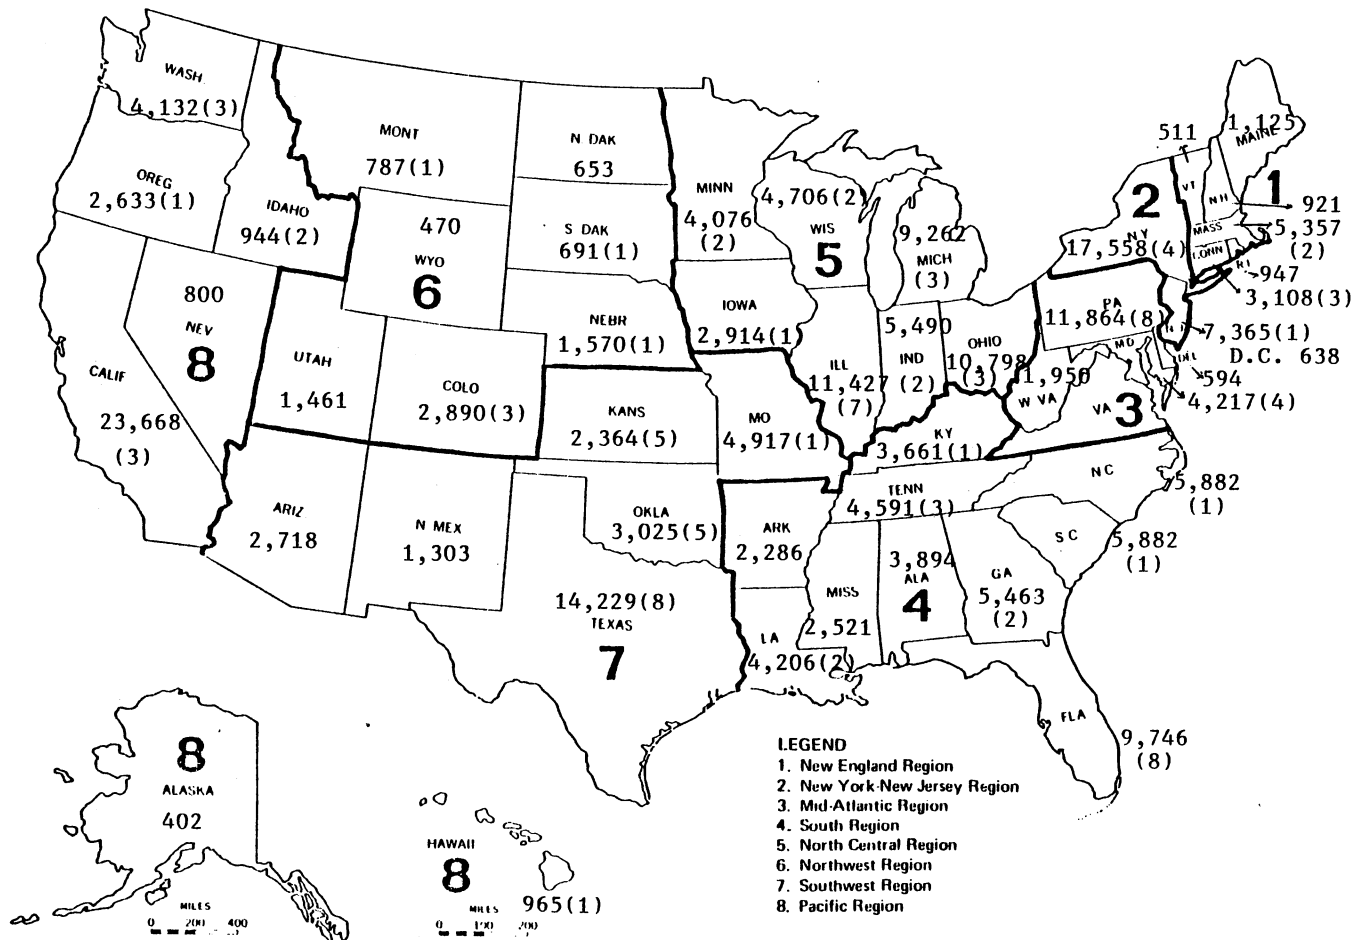 WASH
4,132(3)
OREG
2,633(1)
IDAHO
944(2)
MONT
787(1)
N DAK
653
S DAK
691(1)
470
WYO
6
NEBR
1,570(1)
MINN
4,076
(2)
4,706(2)
WIS
5
9,262
MICH
(3)
IOWA
2,914(1)
ILL
11,427
(7)
5,490
IND
(2)
OHIO
10,798
(3)
800
NEV
8
CALIF
23,668
(3)
UTAH
1,461
COLO
2,890(3)
KANS
2,364(5)
MO
4,917(1)
KY
3,661(1)
1,950
W VA
VA
3
PA
11,864(8)
MD
2
N Y
17,558(4)
511
VT
1,125
MAINE
1
NH
921
MASS
5,357
(2)
CONN
R I
947
3,108(3)
N J
7,365(1)
D.C. 638
DEL
594
4,217(4)
ARIZ
2,718
N MEX
1,303
OKLA
3,025(5)
14,229(8)
TEXAS
7
ARK
2,286
LA
4,206(2)
TENN
4,591(3)
MISS
2,521
3,894
ALA
4
GA
5,463
(2)
N C
5,882
(1)
S C
5,882
(1)
FLA
9,746
(8)
8
ALASKA
402
MILES
0 200 400
HAWAII
8
965(1)
MILES
0 100 200
LEGEND
1. New England Region
2. New York-New Jersey Region
3. Mid-Atlantic Region
4. South Region
5. North Central Region
6. Northwest Region
7. Southwest Region
8. Pacific Region